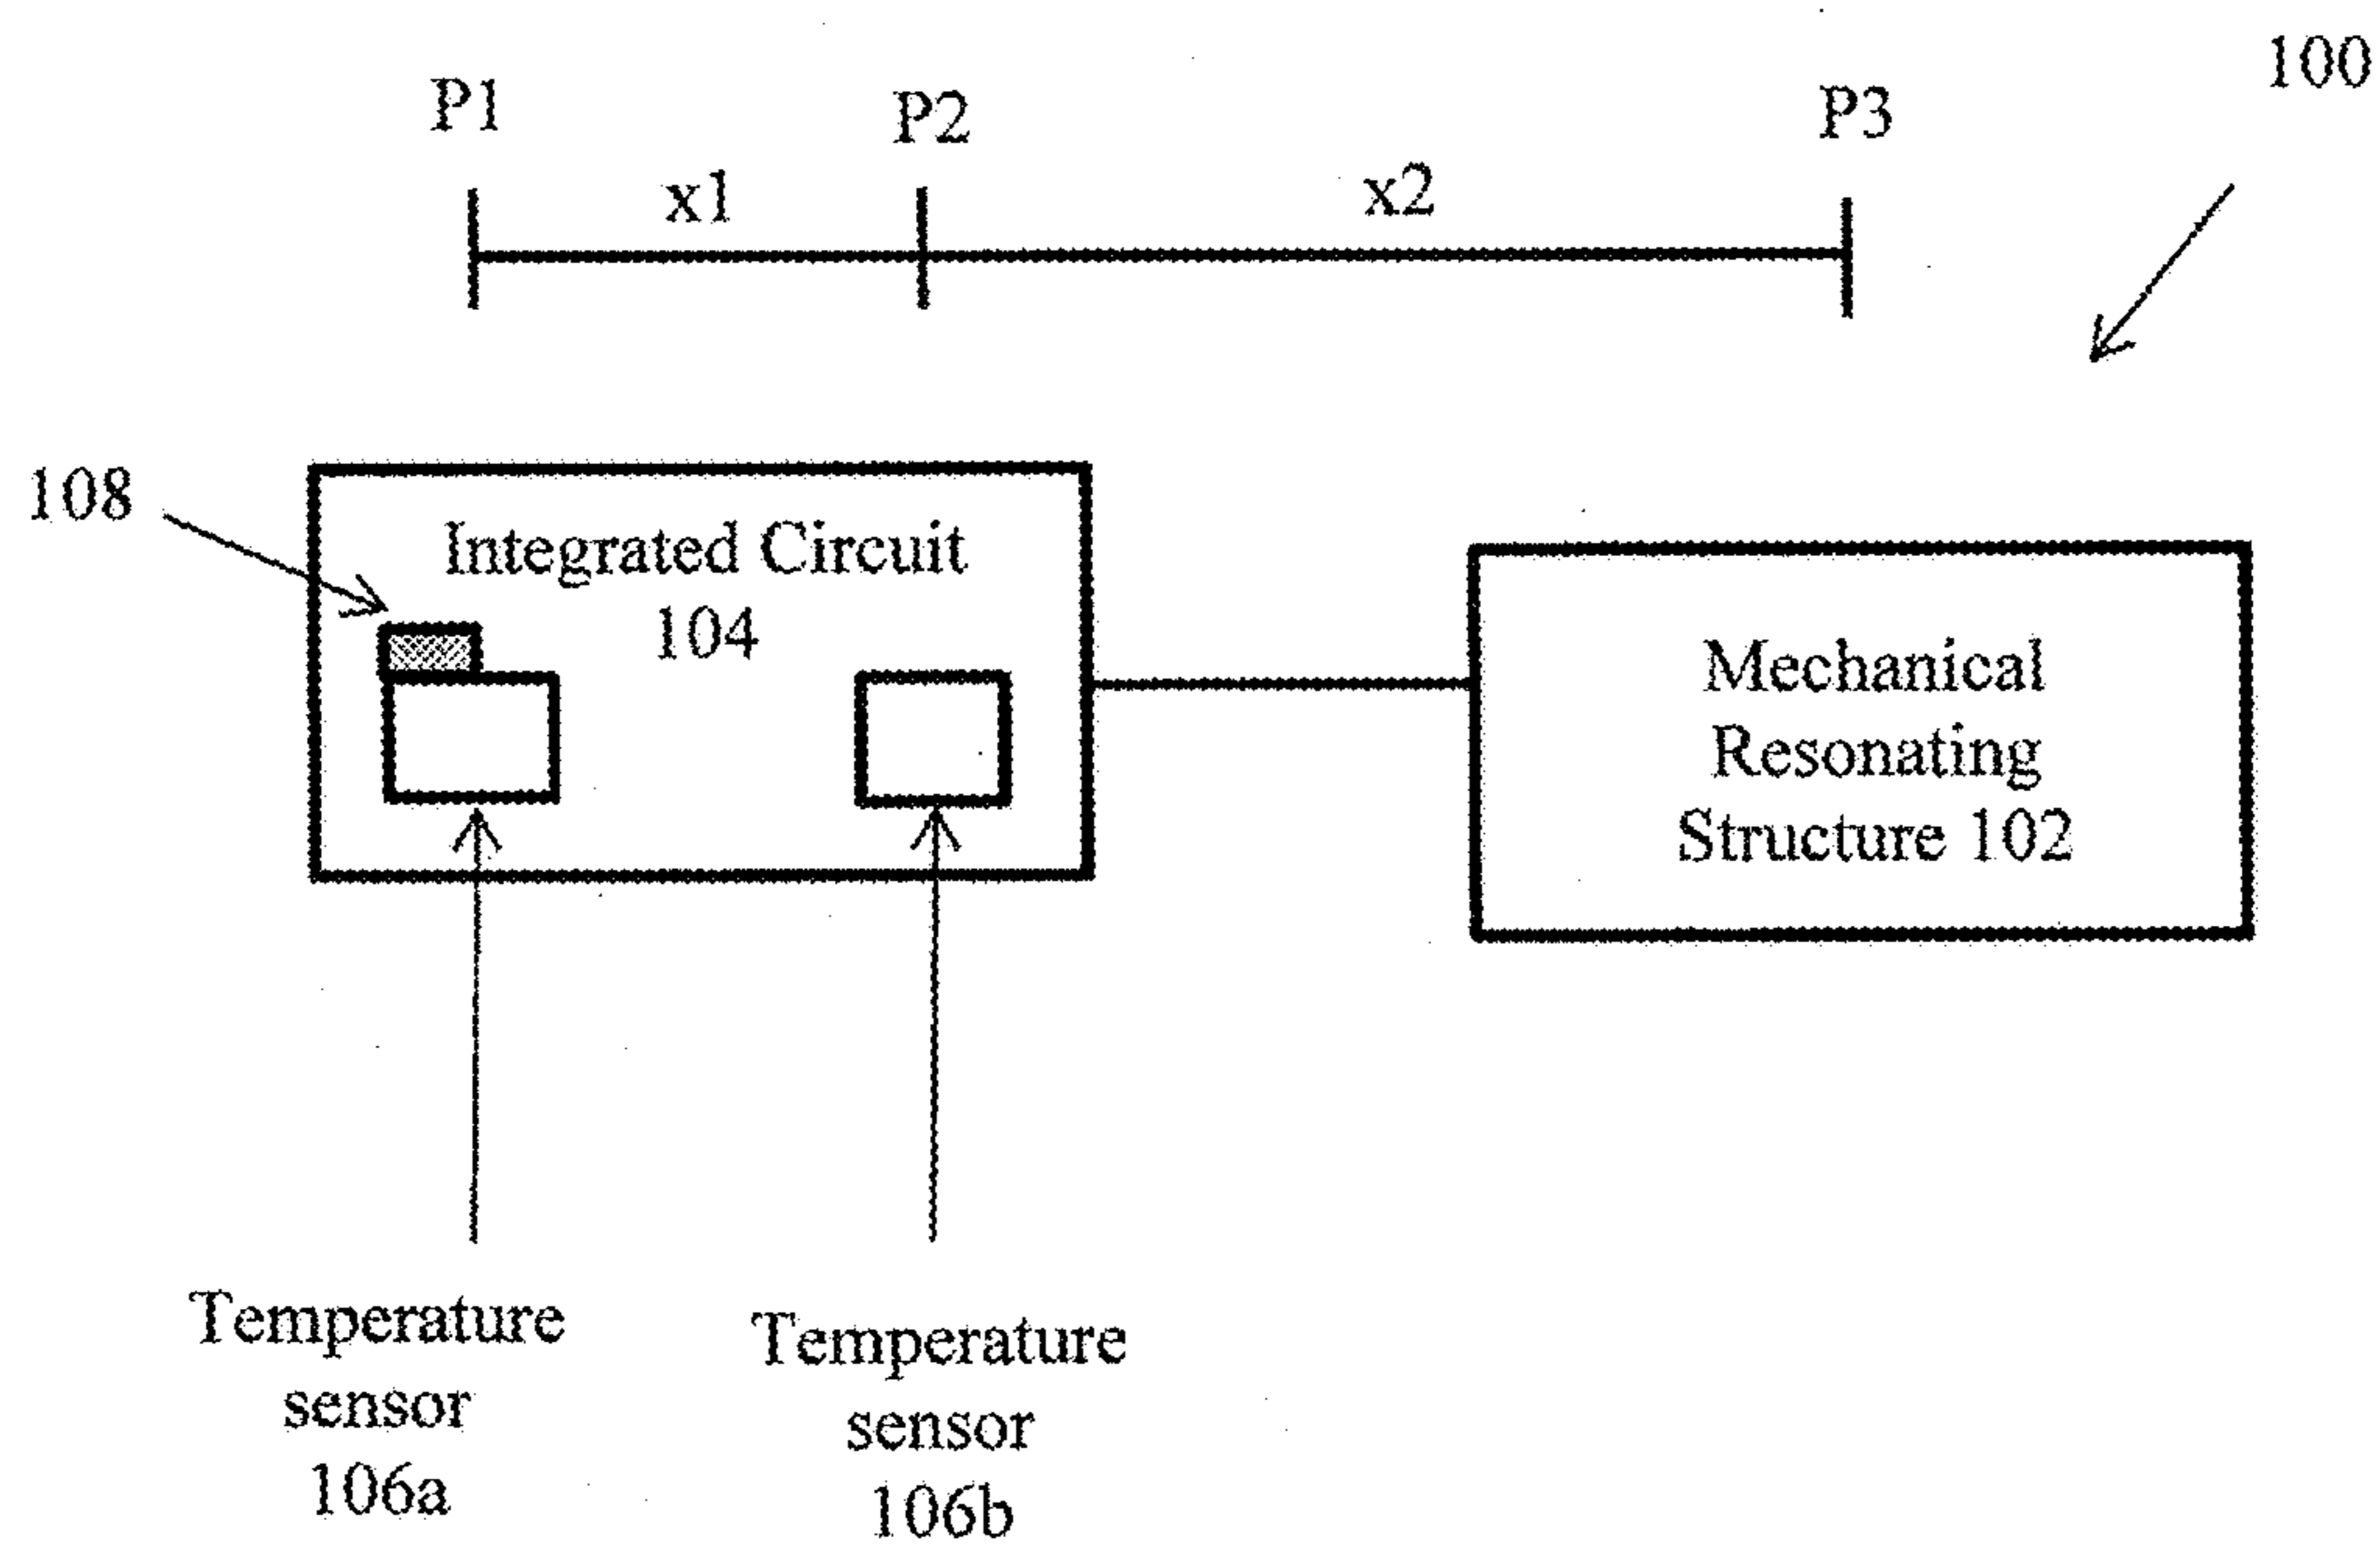 100
P1
P2
P3
x1
x2
108
Integrated Circuit
104
Mechanical
Resonating
Structure 102
Temperature
sensor
106a
Temperature
sensor
106b